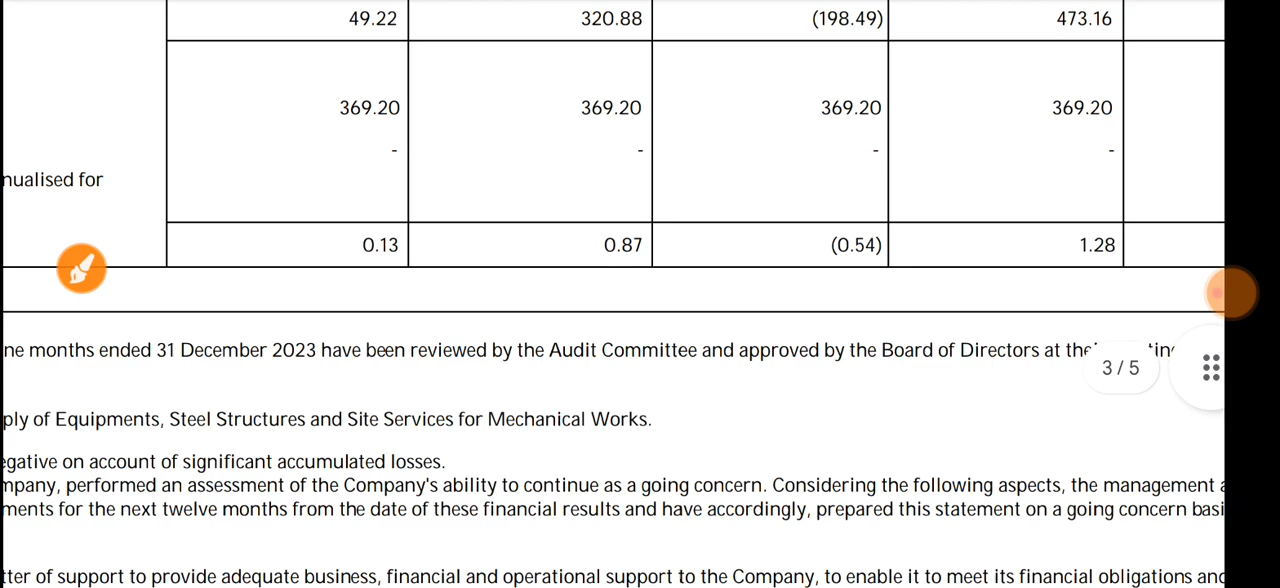 49.22 320.88 (198.49) 473.16
369.20 369.20 369.20 369.20
- - - -
nualised for
0.13 0.87 (0.54) 1.28
ne months ended 31 December 2023 have been reviewed by the Audit Committee and approved by the Board of Directors at
3 / 5
ply of Equipments, Steel Structures and Site Services for Mechanical Works.
egative on account of significant accumulated losses.
mpany, performed an assessment of the Company's ability to continue as a going concern. Considering the following aspects, the management a
ments for the next twelve months from the date of these financial results and have accordingly, prepared this statement on a going concern basi
tter of support to provide adequate business, financial and operational support to the Company, to enable it to meet its financial obligations and